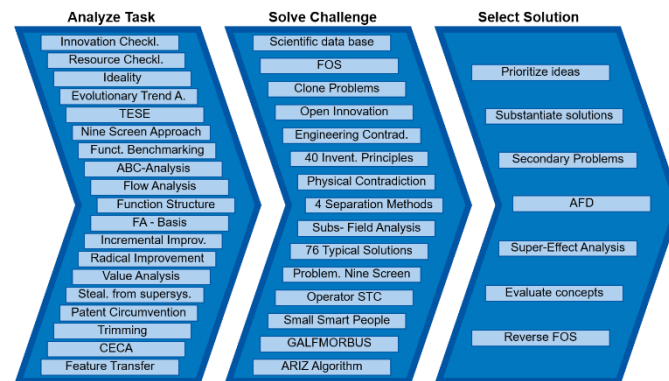 Analyze Task
Innovation Checkl.
Resource Checkl.
Ideality
Evolutionary Trend A.
TESE
Nine Screen Approach
Funct. Benchmarking
ABC-Analysis
Flow Analysis
Function Structure
FA - Basis
Incremental Improv.
Radical Improvement
Value Analysis
Steal. from supersys.
Patent Circumvention
Trimming
CECA
Feature Transfer
Solve Challenge
Scientific data base
FOS
Clone Problems
Open Innovation
Engineering Contrad.
40 Invent. Principles
Physical Contradiction
4 Separation Methods
Subs- Field Analysis
76 Typical Solutions
Problem. Nine Screen
Operator STC
Small Smart People
GALFMORBUS
ARIZ Algorithm
Select Solution
Prioritize ideas
Substantiate solutions
Secondary Problems
AFD
Super-Effect Analysis
Evaluate concepts
Reverse FOS